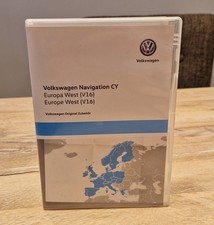 Volkswagen
Volkswagen Navigation CY
Europa West (V16)
Europe West (V16)
Volkswagen Original Zubehör